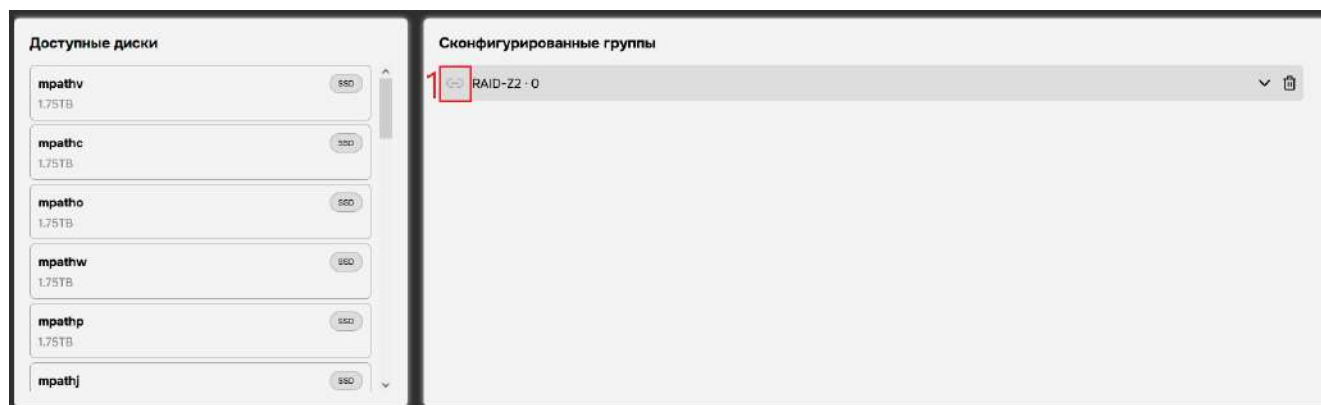 Доступные диски
mpathv SSD
1.75TB
mpathc SSD
1.75TB
mpatho SSD
1.75TB
mpathw SSD
1.75TB
mpathp SSD
1.75TB
mpathj SSD
Сконфигурированные группы
1 RAID-Z2 · 0